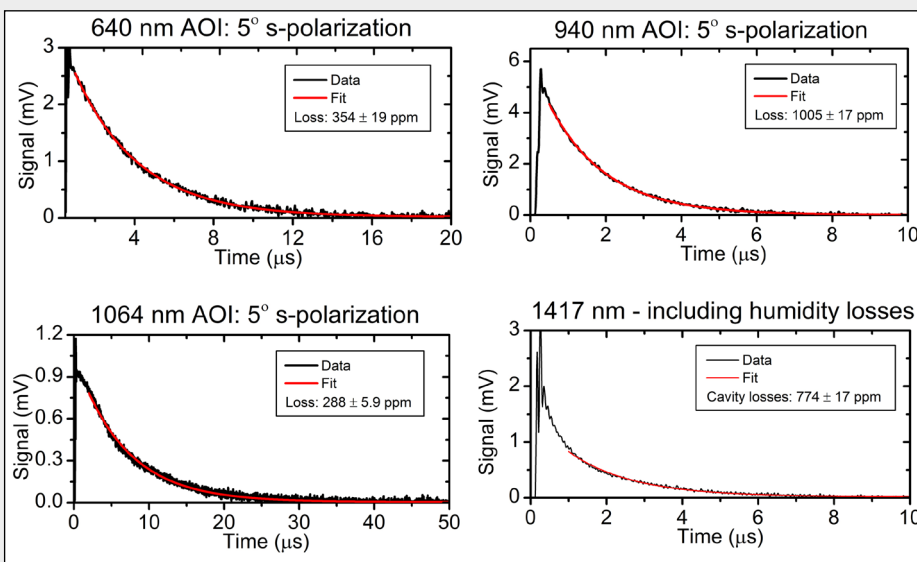 640 nm AOI: 5° s-polarization
3
2
1
0
Signal (mV)
Data
Fit
Loss: 354 ± 19 ppm
4
8
12
16
20
Time (μs)
940 nm AOI: 5° s-polarization
6
4
2
0
Signal (mV)
Data
Fit
Loss: 1005 ± 17 ppm
0
2
4
6
8
10
Time (μs)
1064 nm AOI: 5° s-polarization
1.2
0.9
0.6
0.3
0.0
Signal (mV)
Data
Fit
Loss: 288 ± 5.9 ppm
0
10
20
30
40
50
Time (μs)
1417 nm - including humidity losses
3
2
1
0
Signal (mV)
Data
Fit
Cavity losses: 774 ± 17 ppm
0
2
4
6
8
10
Time (μs)